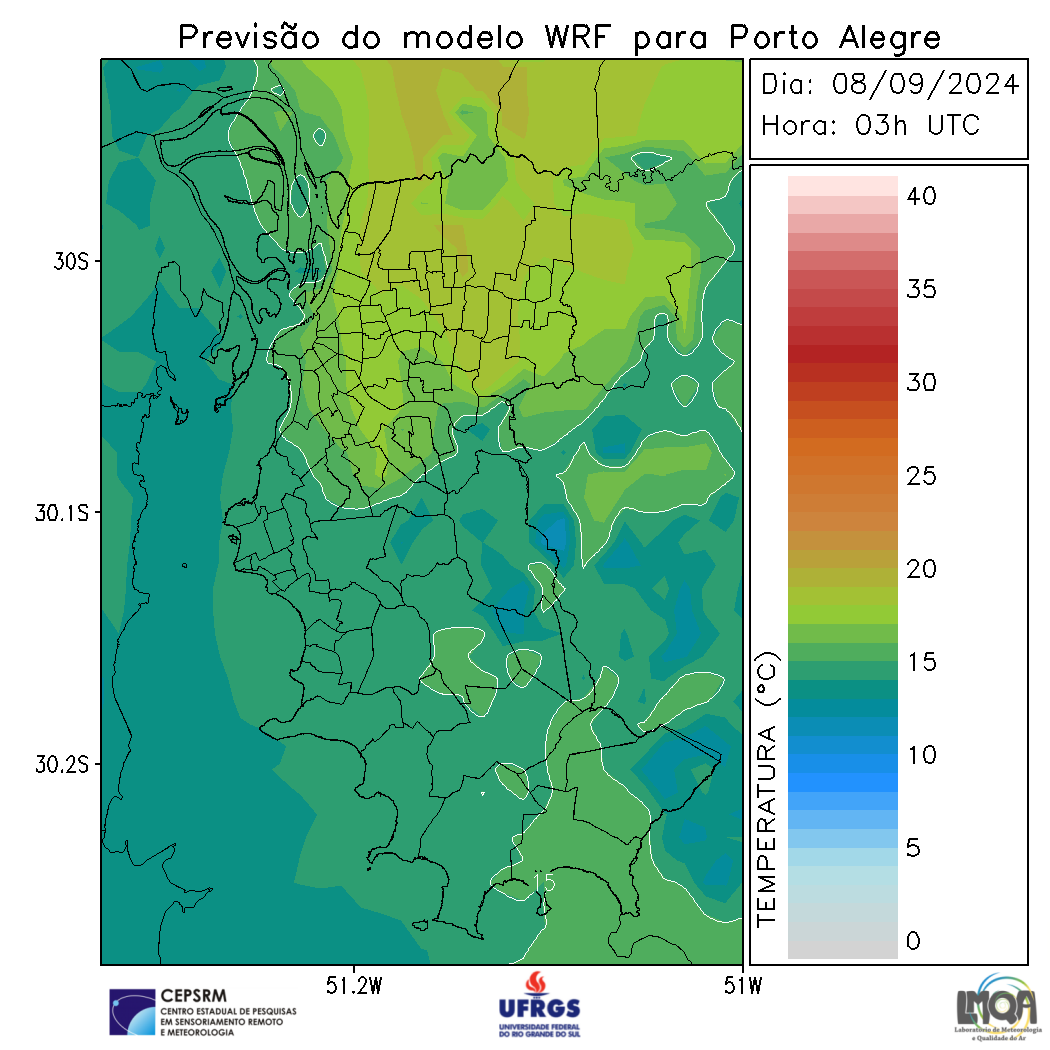 Previsão do modelo WRF para Porto Alegre
Dia: 08/09/2024
Hora: 03h UTC
40
35
30
25
20
15
10
5
0
TEMPERATURA (°C)
30S
30.1S
30.2S
15
51.2W
51W
CEPSRM
CENTRO ESTADUAL DE PESQUISAS
EM SENSORIAMENTO REMOTO
E METEOROLOGIA
UFRGS
UNIVERSIDADE FEDERAL
DO RIO GRANDE DO SUL
LMQA
Laboratório de Meteorologia
e Qualidade do Ar